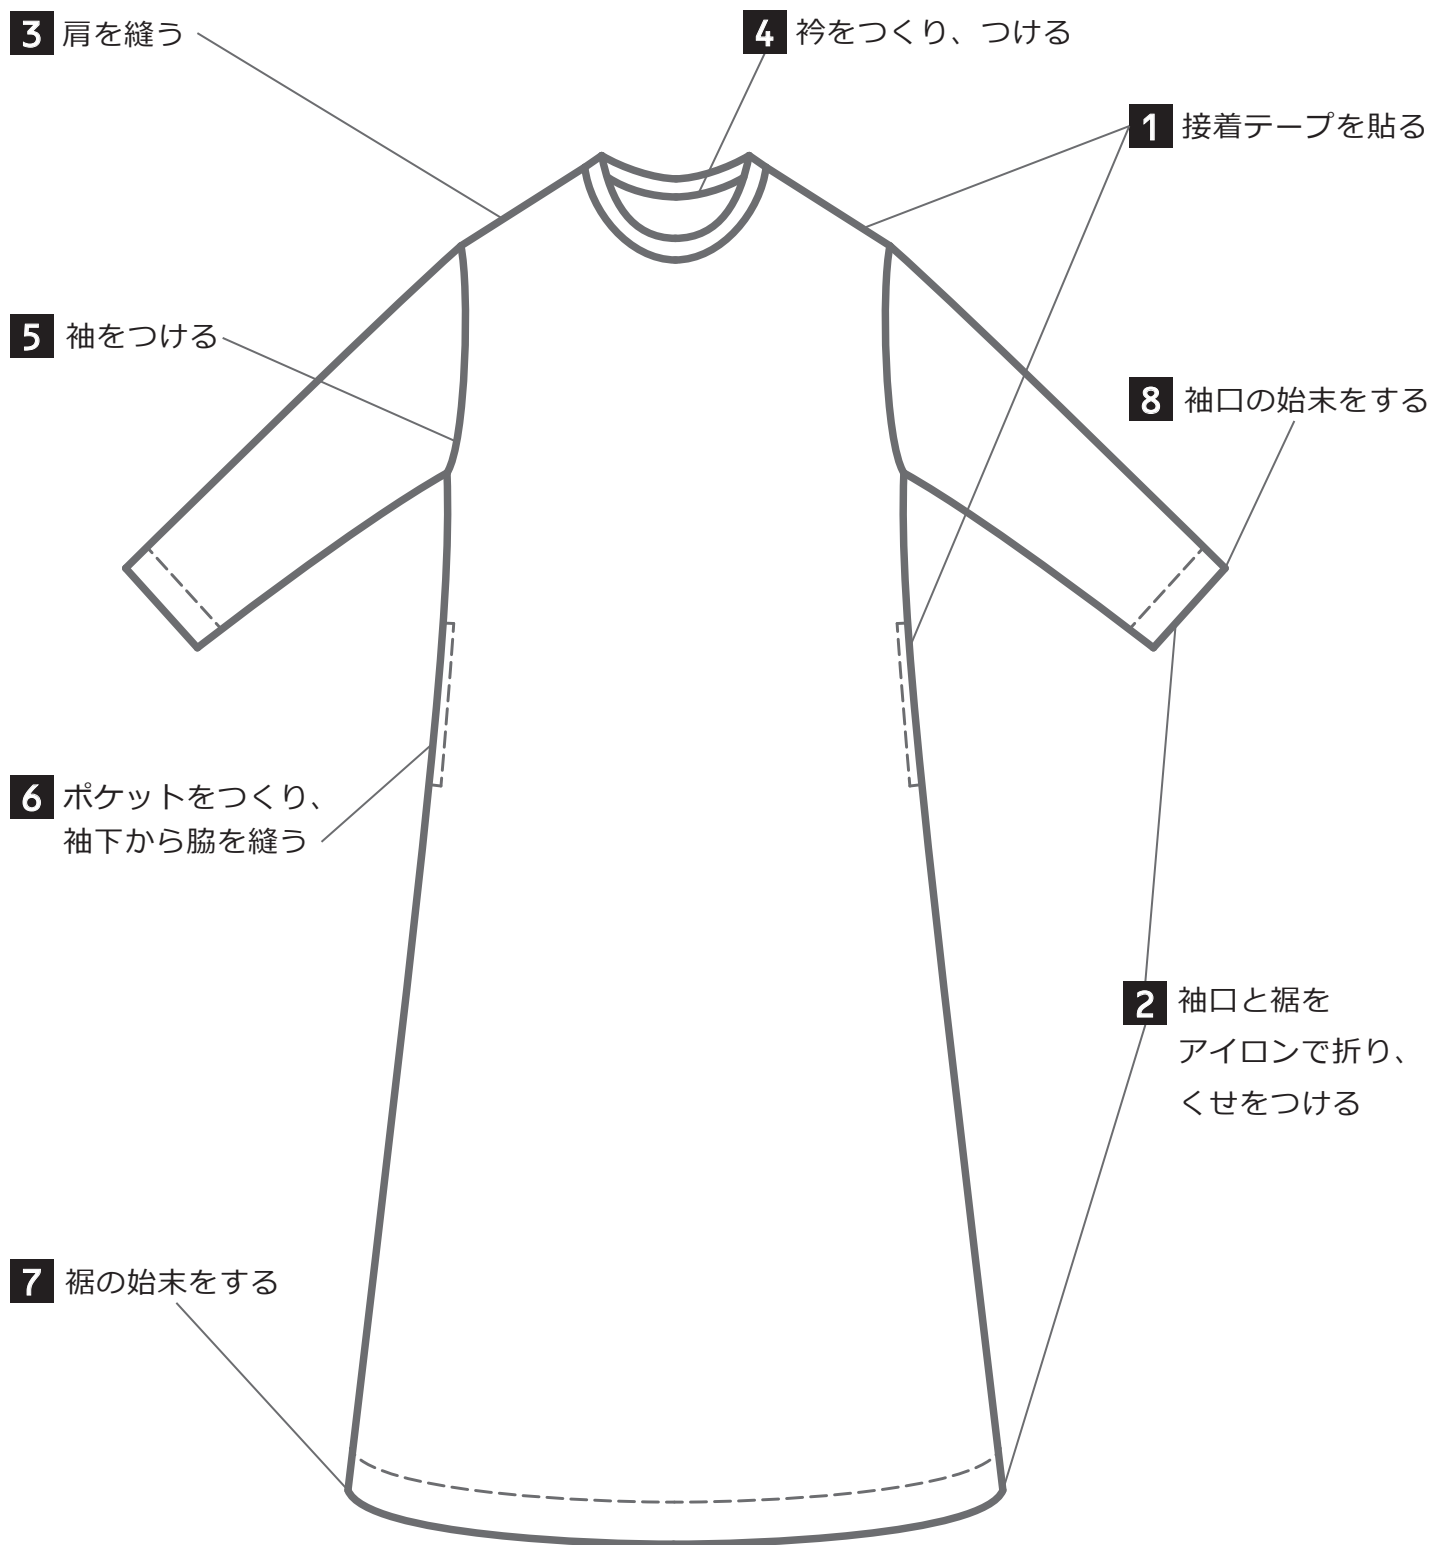 3 肩を縫う
4 衿をつくり、つける
1 接着テープを貼る
5 袖をつける
8 袖口の始末をする
6 ポケットをつくり、
袖下から脇を縫う
2 袖口と裾を
アイロンで折り、
くせをつける
7 裾の始末をする